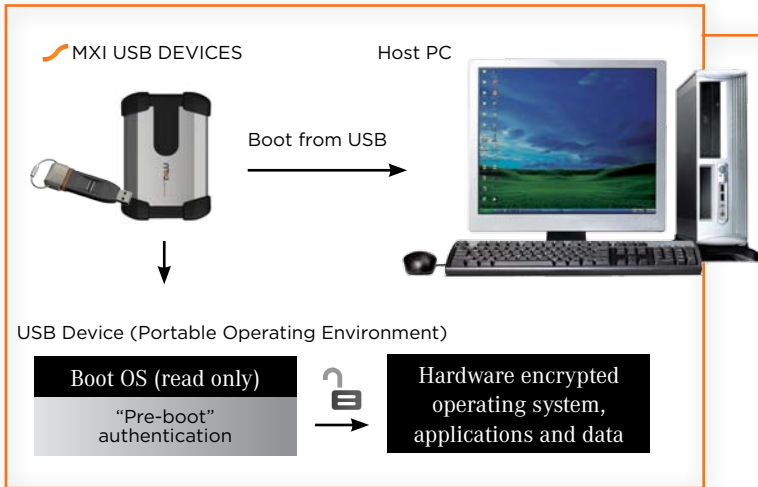 MXI USB DEVICES
Host PC
Boot from USB
USB Device (Portable Operating Environment)
Boot OS (read only)
“Pre-boot”
authentication
Hardware encrypted
operating system,
applications and data